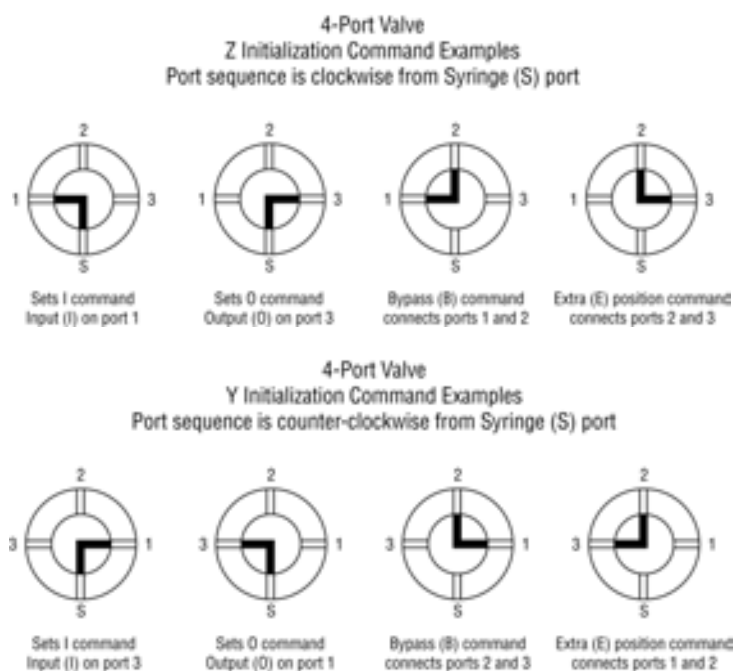 4-Port Valve
Z Initialization Command Examples
Port sequence is clockwise from Syringe (S) port
2
2
2
2
1
3
1
3
1
3
1
3
S
S
S
S
Sets I command
Input (I) on port 1
Sets O command
Output (O) on port 3
Bypass (B) command
connects ports 1 and 2
Extra (E) position command
connects ports 2 and 3
4-Port Valve
Y Initialization Command Examples
Port sequence is counter-clockwise from Syringe (S) port
2
2
2
2
3
1
3
1
3
1
3
1
S
S
S
S
Sets I command
Input (I) on port 3
Sets O command
Output (O) on port 1
Bypass (B) command
connects ports 2 and 3
Extra (E) position command
connects ports 1 and 2